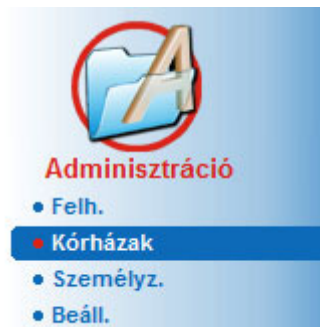 Adminisztráció
Felh.
Kórházak
Személyz.
Beáll.